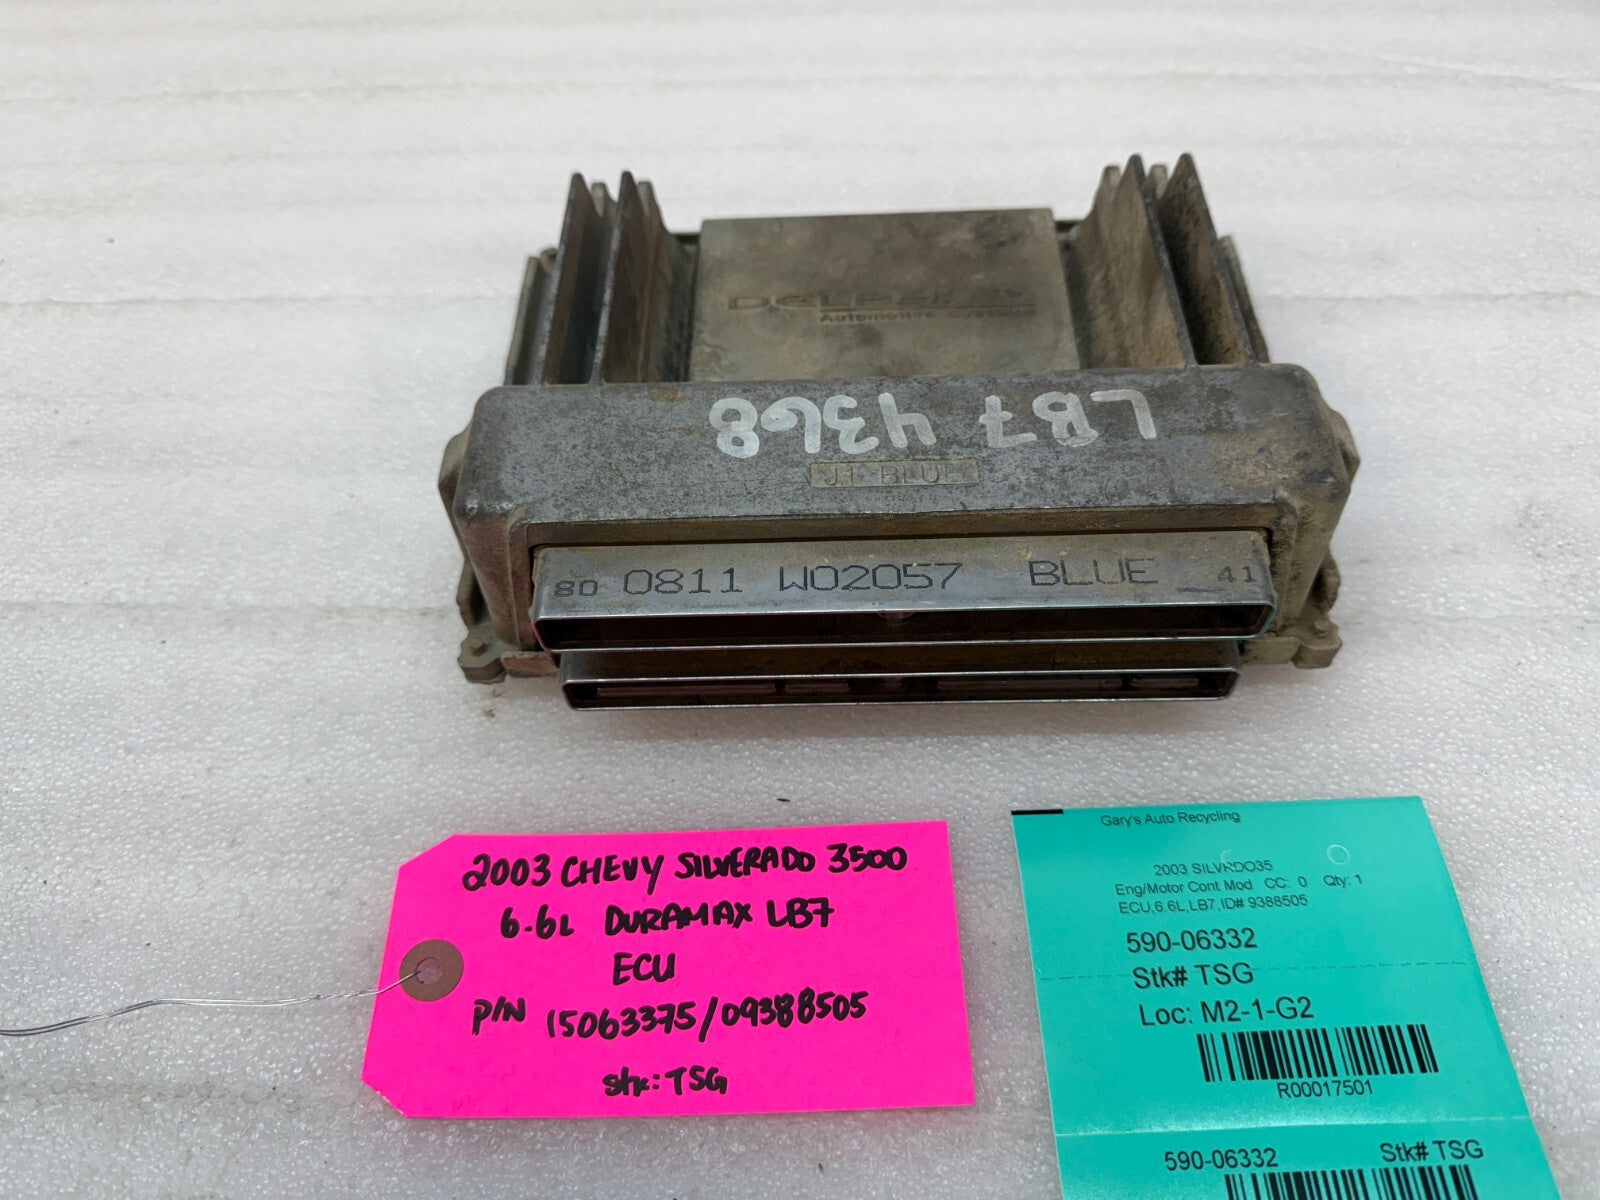 Automotive Systems
LB7 4368
J1 BLUE
80 0811 W02057 BLUE 41
2003 CHEVY SILVERADO 3500
6.6L DURAMAX LB7
ECU
P/N 15063375/09388505
stk: TSG
Gary's Auto Recycling
2003 SILVRDO35
Eng/Motor Cont Mod CC: 0 Qty: 1
ECU,6.6L,LB7,ID# 9388505
590-06332
Stk# TSG
Loc: M2-1-G2
R00017501
590-06332 Stk# TSG